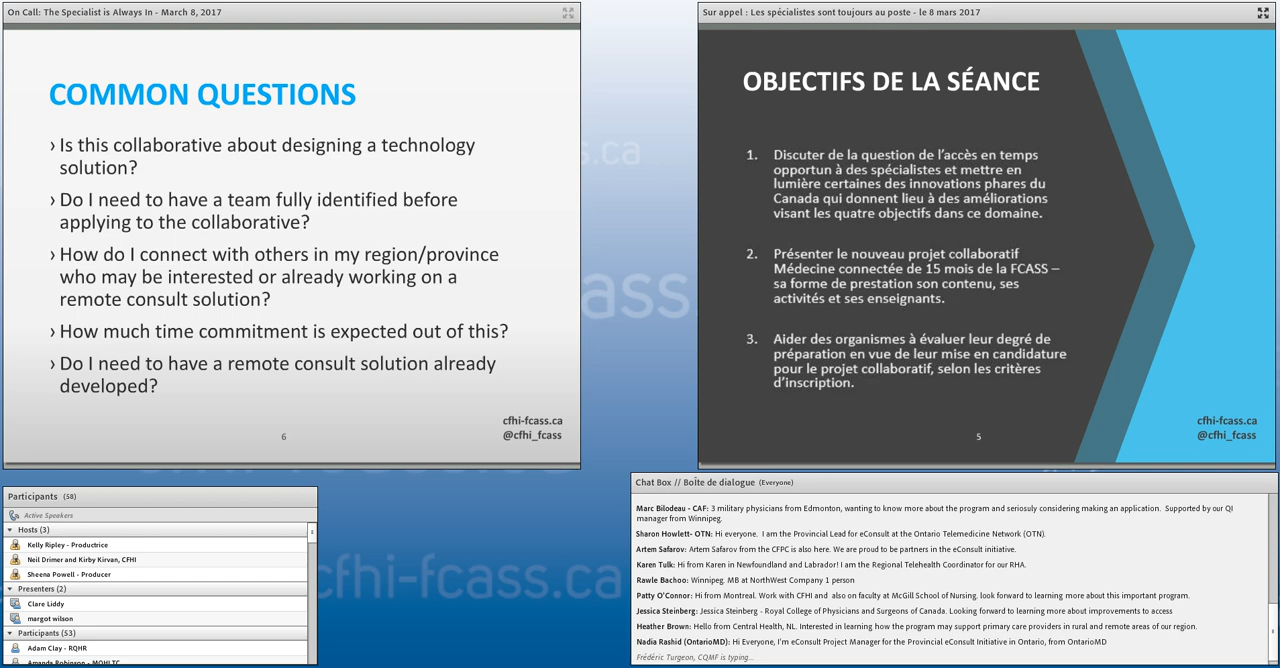 On Call: The Specialist is Always In - March 8, 2017
COMMON QUESTIONS
› Is this collaborative about designing a technology
solution?
› Do I need to have a team fully identified before
applying to the collaborative?
› How do I connect with others in my region/province
who may be interested or already working on a
remote consult solution?
› How much time commitment is expected out of this?
› Do I need to have a remote consult solution already
developed?
cfhi-fcass.ca
@cfhi_fcass
6
Sur appel : Les spécialistes sont toujours au poste - le 8 mars 2017
OBJECTIFS DE LA SÉANCE
1. Discuter de la question de l'accès en temps
opportun à des spécialistes et mettre en
lumière certaines des innovations phares du
Canada qui donnent lieu à des améliorations
visant les quatre objectifs dans ce domaine.
2. Présenter le nouveau projet collaboratif
Médecine connectée de 15 mois de la FCASS –
sa forme de prestation son contenu, ses
activités et ses enseignants.
3. Aider des organismes à évaluer leur degré de
préparation en vue de leur mise en candidature
pour le projet collaboratif, selon les critères
d'inscription.
cfhi-fcass.ca
@cfhi_fcass
5
s.ca
ass.
cfhi-fcass.ca
Participants (58)
Active Speakers
Hosts (3)
Kelly Ripley - Productrice
Neil Drimer and Kirby Kirvan, CFHI
Sheena Powell - Producer
Presenters (2)
Clare Liddy
margot wilson
Participants (53)
Adam Clay - RQHR
Amanda Robinson - MOHLTC
Chat Box // Boîte de dialogue (Everyone)
Marc Bilodeau - CAF: 3 military physicians from Edmonton, wanting to know more about the program and seriosuly considering making an application. Supported by our QI
manager from Winnipeg.
Sharon Howlett- OTN: Hi everyone. I am the Provincial Lead for eConsult at the Ontario Telemedicine Network (OTN).
Artem Safarov: Artem Safarov from the CFPC is also here. We are proud to be partners in the eConsult initiative.
Karen Tulk: Hi from Karen in Newfoundland and Labrador! I am the Regional Telehealth Coordinator for our RHA.
Rawle Bachoo: Winnipeg. MB at NorthWest Company 1 person
Patty O'Connor: Hi from Montreal. Work with CFHI and also on faculty at McGill School of Nursing. look forward to learning more about this important program.
Jessica Steinberg: Jessica Steinberg - Royal College of Physicians and Surgeons of Canada. Looking forward to learning more about improvements to access
Heather Brown: Hello from Central Health, NL. Interested in learning how the program may support primary care providers in rural and remote areas of our region.
Nadia Rashid (OntarioMD): Hi Everyone, I'm eConsult Project Manager for the Provincial eConsult Initiative in Ontario, from OntarioMD
Frédéric Turgeon, CQMF is typing...